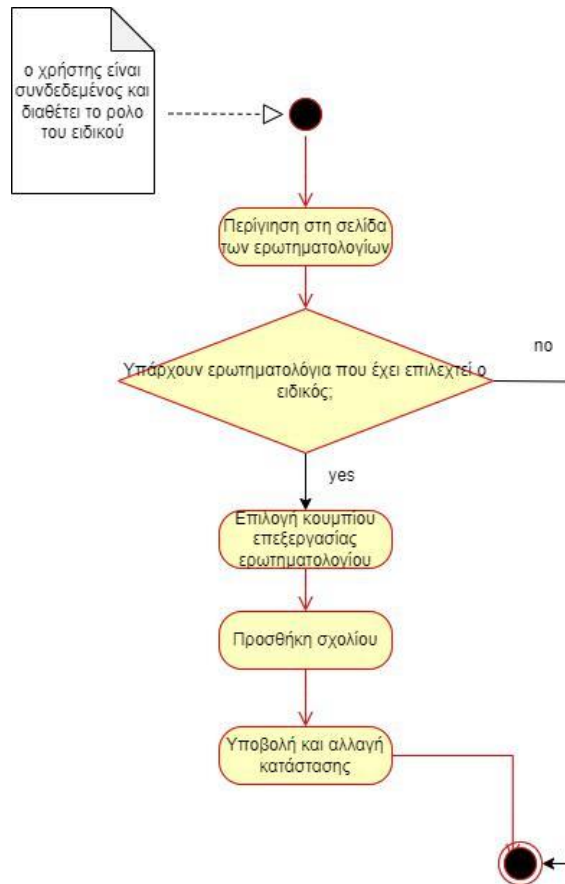 ο χρήστης είναι
συνδεδεμένος και
διαθέτει το ρολο
του ειδικού
Περίγιηση στη σελίδα
των ερωτηματολογίων
Υπάρχουν ερωτηματολόγια που έχει επιλεχτεί ο
ειδικός;
no
yes
Επιλογή κουμπίου
επεξεργασίας
ερωτηματολογίου
Προσθήκη σχολίου
Υποβολή και αλλαγή
κατάστασης